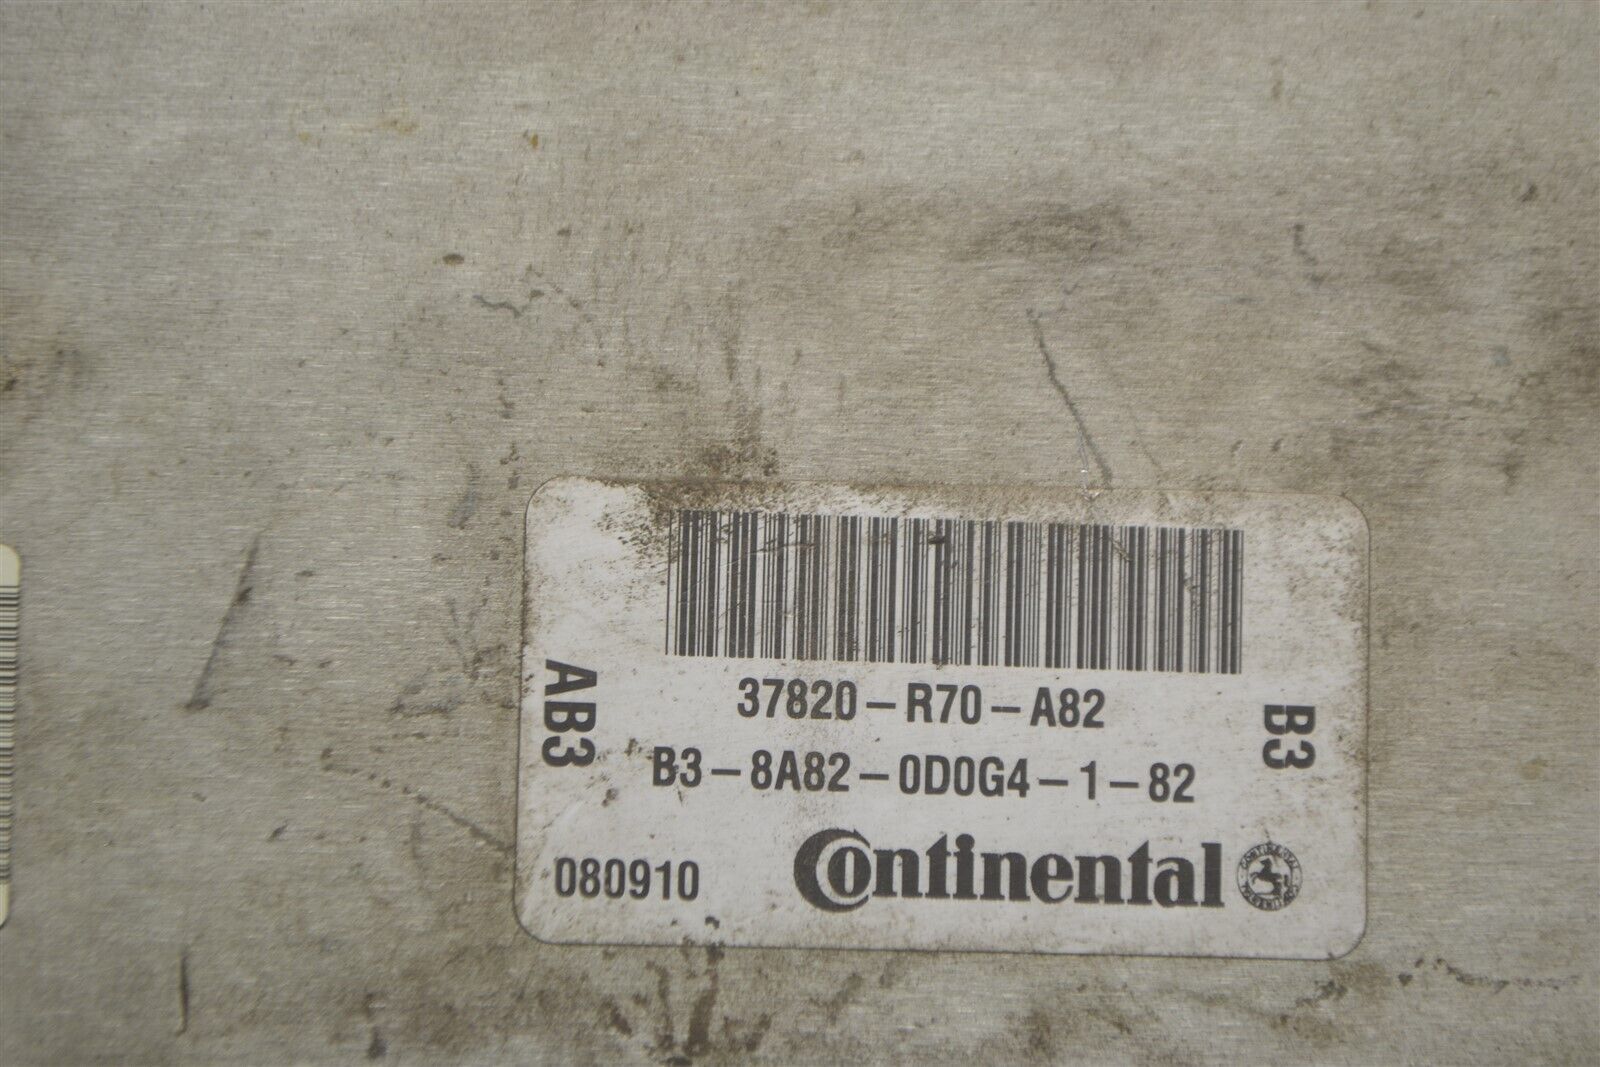 37820-R70-A82
AB3
B3
B3-8A82-0D0G4-1-82
080910
Continental